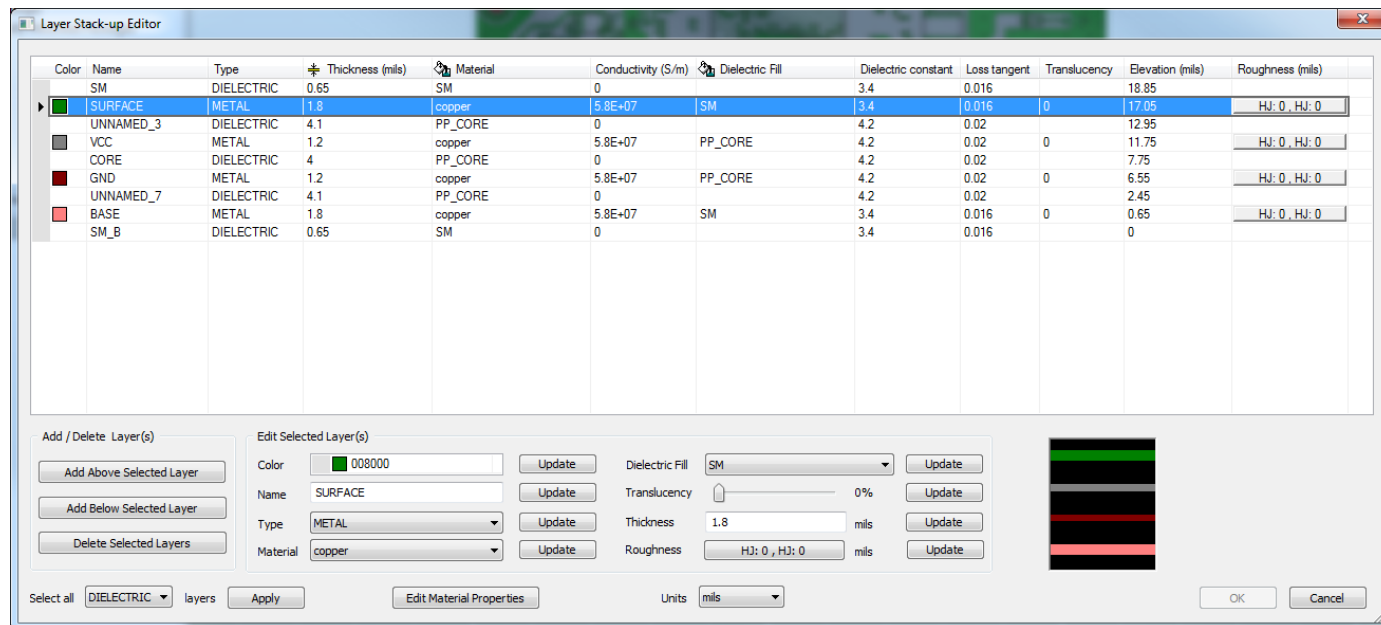 Layer Stack-up Editor
Color Name Type Thickness (mils) Material Conductivity (S/m) Dielectric Fill Dielectric constant Loss tangent Translucency Elevation (mils) Roughness (mils)
SM DIELECTRIC 0.65 SM 0 3.4 0.016 18.85
SURFACE METAL 1.8 copper 5.8E+07 SM 3.4 0.016 0 17.05 HJ: 0 , HJ: 0
UNNAMED_3 DIELECTRIC 4.1 PP_CORE 0 4.2 0.02 12.95
VCC METAL 1.2 copper 5.8E+07 PP_CORE 4.2 0.02 0 11.75 HJ: 0 , HJ: 0
CORE DIELECTRIC 4 PP_CORE 0 4.2 0.02 7.75
GND METAL 1.2 copper 5.8E+07 PP_CORE 4.2 0.02 0 6.55 HJ: 0 , HJ: 0
UNNAMED_7 DIELECTRIC 4.1 PP_CORE 0 4.2 0.02 2.45
BASE METAL 1.8 copper 5.8E+07 SM 3.4 0.016 0 0.65 HJ: 0 , HJ: 0
SM_B DIELECTRIC 0.65 SM 0 3.4 0.016 0
Add / Delete Layer(s) Edit Selected Layer(s)
Add Above Selected Layer Color 008000 Update Dielectric Fill SM Update
Add Below Selected Layer Name SURFACE Update Translucency 0% Update
Delete Selected Layers Type METAL Update Thickness 1.8 mils Update
Material copper Update Roughness HJ: 0 , HJ: 0 mils Update
Select all DIELECTRIC layers Apply Edit Material Properties Units mils OK Cancel